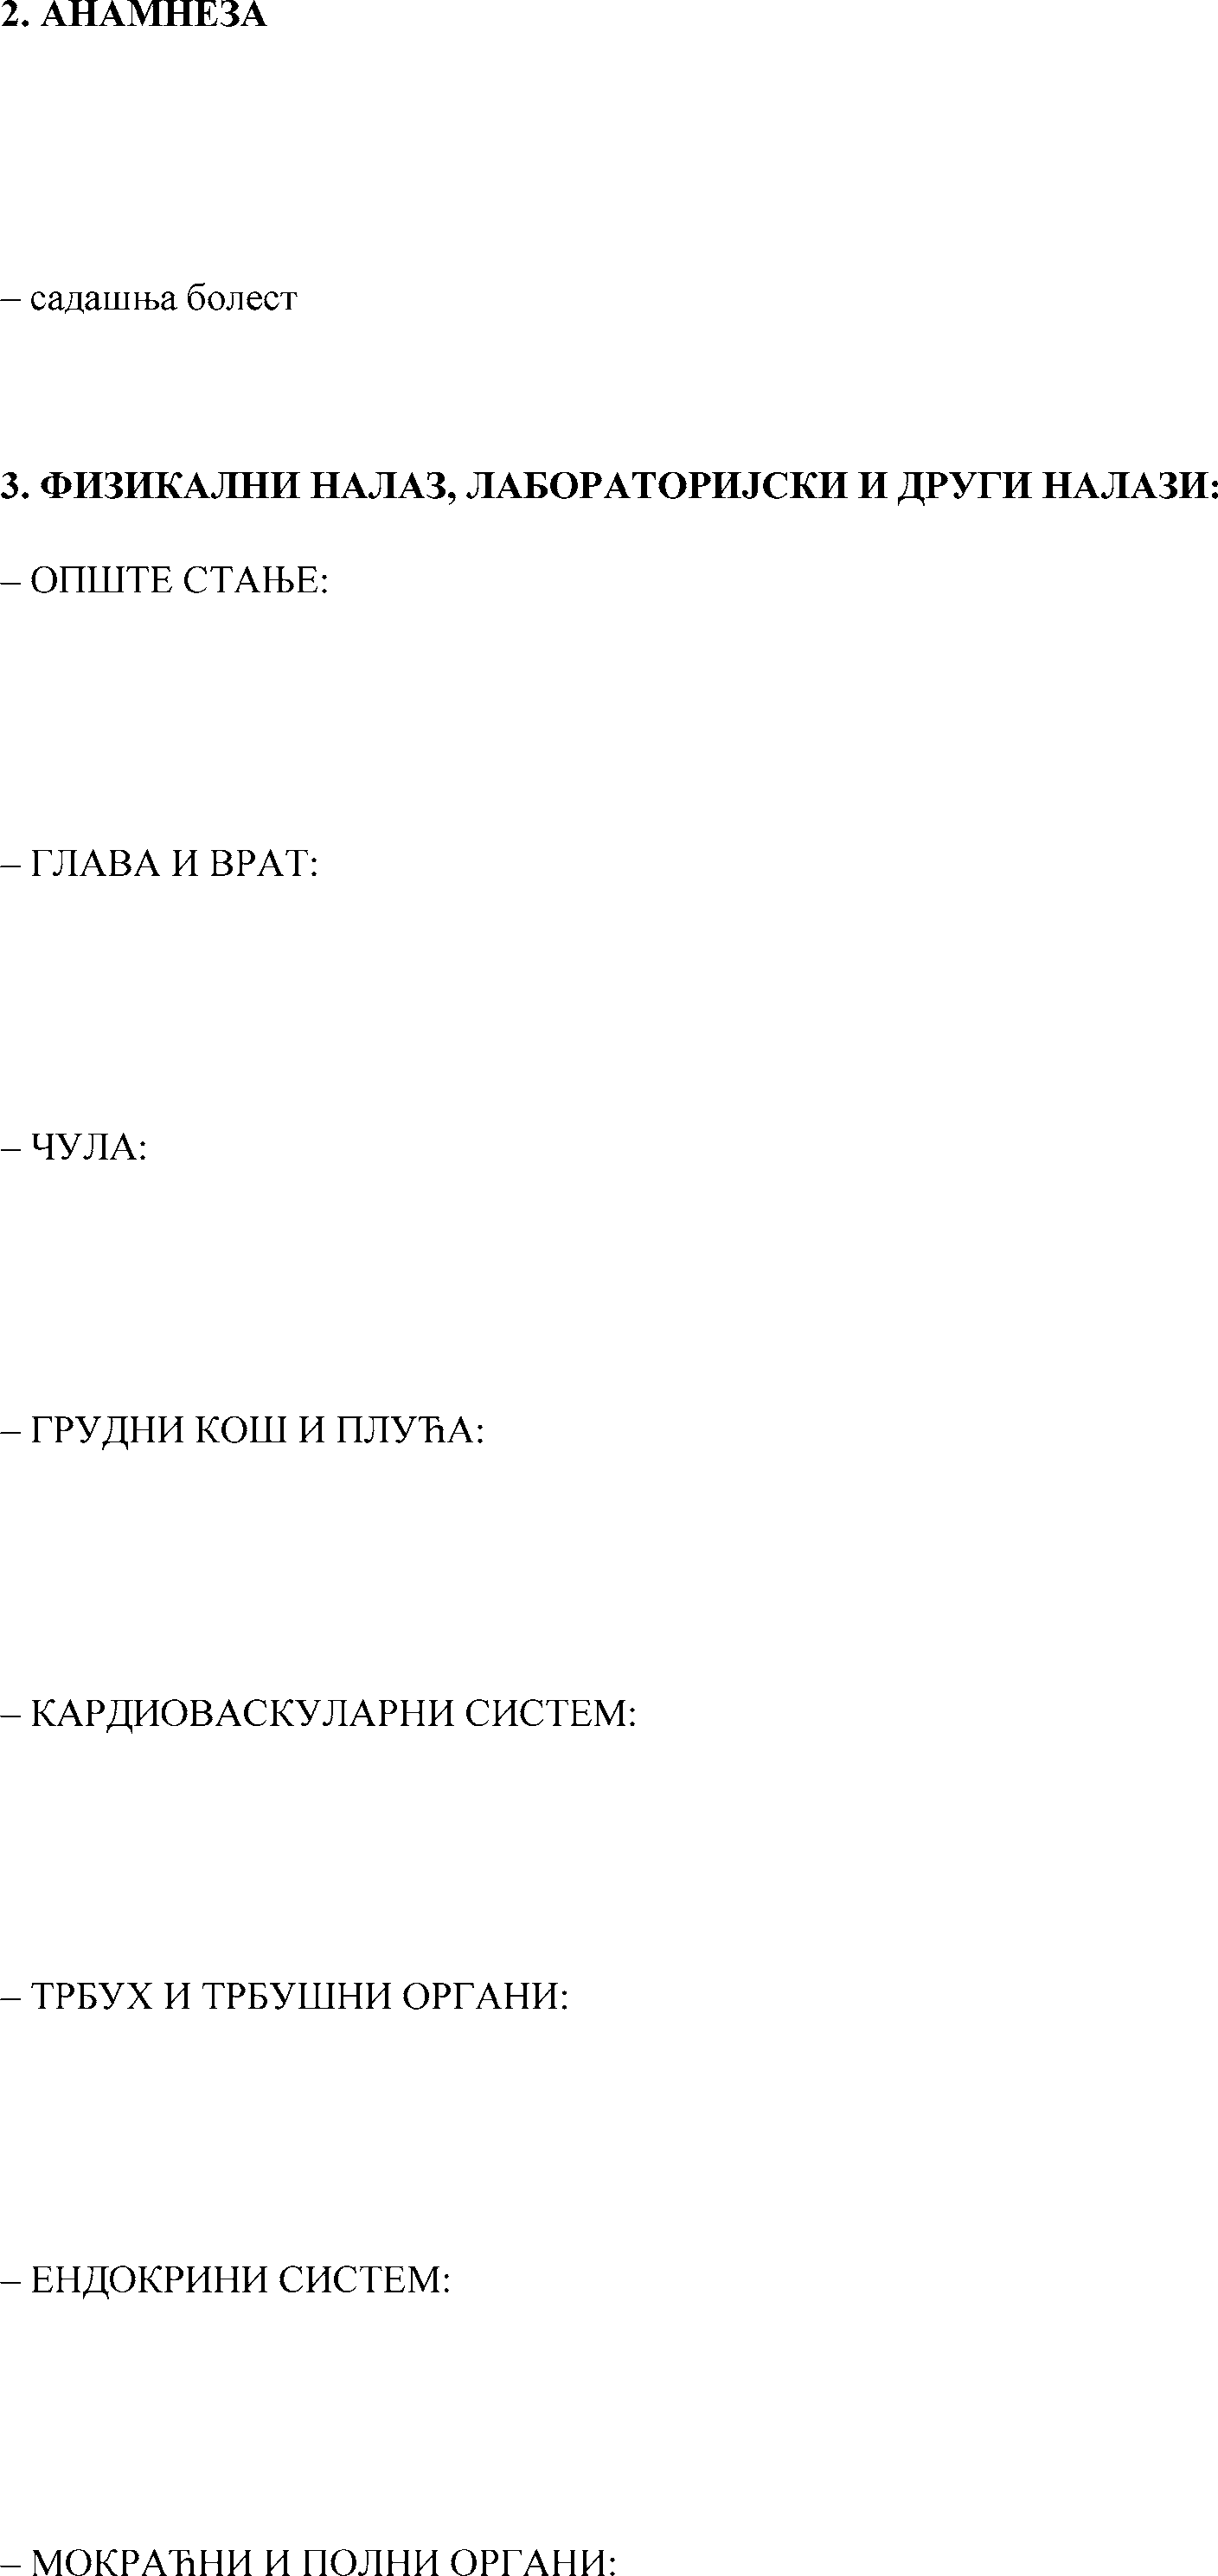 2. АНАМНЕЗА
– садашња болест
3. ФИЗИКАЛНИ НАЛАЗ, ЛАБОРАТОРИЈСКИ И ДРУГИ НАЛАЗИ:
– ОПШТЕ СТАЊЕ:
– ГЛАВА И ВРАТ:
– ЧУЛА:
– ГРУДНИ КОШ И ПЛУЋА:
– КАРДИОВАСКУЛАРНИ СИСТЕМ:
– ТРБУХ И ТРБУШНИ ОРГАНИ:
– ЕНДОКРИНИ СИСТЕМ:
– МОКРАЋНИ И ПОЛНИ ОРГАНИ: